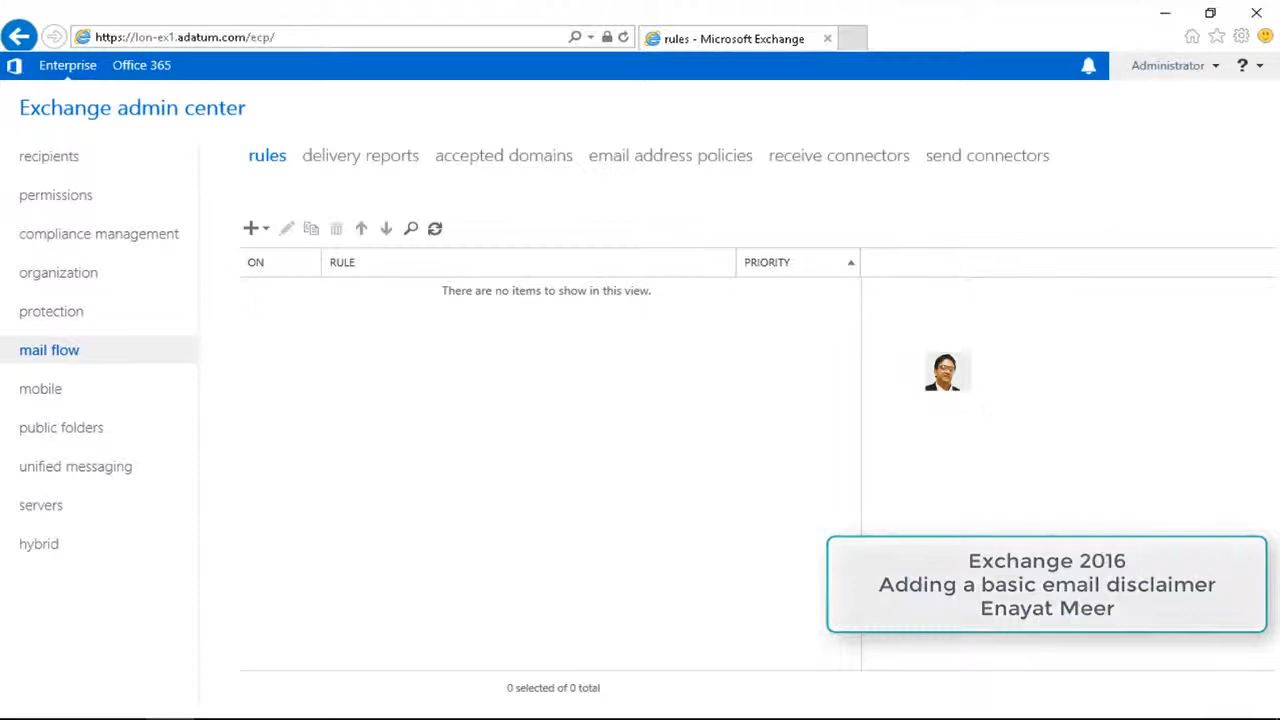 https://lon-ex1.adatum.com/ecp/
rules - Microsoft Exchange
Enterprise
Office 365
Administrator
?
Exchange admin center
recipients
permissions
compliance management
organization
protection
mail flow
mobile
public folders
unified messaging
servers
hybrid
rules
delivery reports
accepted domains
email address policies
receive connectors
send connectors
ON
RULE
PRIORITY
There are no items to show in this view.
Exchange 2016
Adding a basic email disclaimer
Enayat Meer
0 selected of 0 total